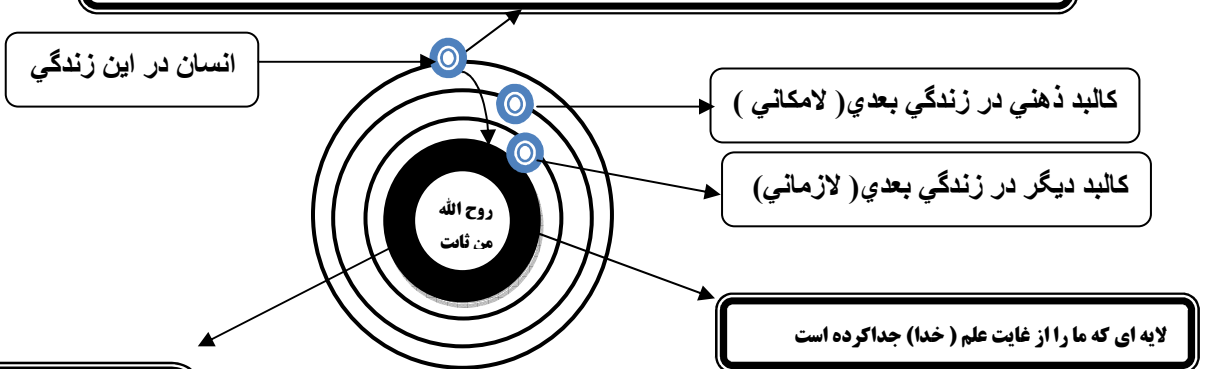 انسان در اين زندگي
كالبد ذهني در زندگي بعدي( لامكاني )
كالبد ديگر در زندگي بعدي( لازماني)
روح الله
من ثابت
لايه اي كه ما را از غايت علم ( خدا) جداكرده است